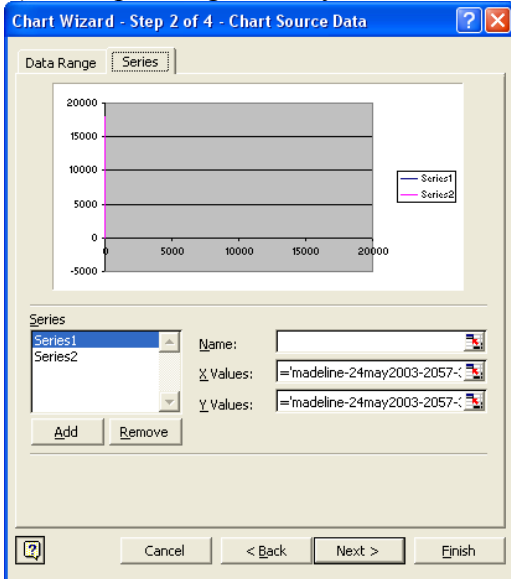 Chart Wizard - Step 2 of 4 - Chart Source Data
Data Range Series
20000
15000
10000
5000
0
-5000
0 5000 10000 15000 20000
Series1
Series2
Series
Series1
Series2
Name:
X Values: ='madeline-24may2003-2057-
Y Values: ='madeline-24may2003-2057-
Add Remove
Cancel < Back Next > Finish